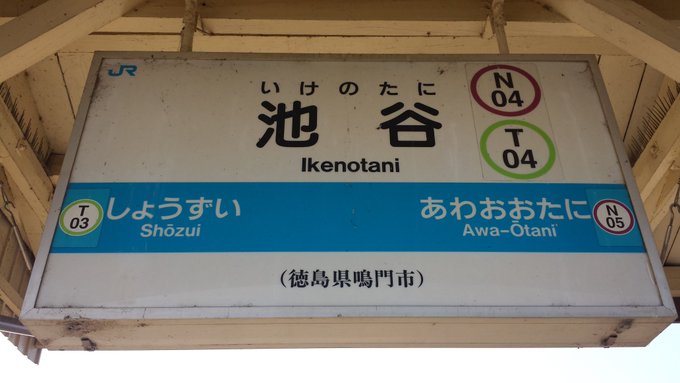 JR
いけのたに
池谷
Ikenotani
N
04
T
04
T
03
しょうずい
Shōzui
あわおおたに
Awa-Ōtani
N
05
(徳島県鳴門市)